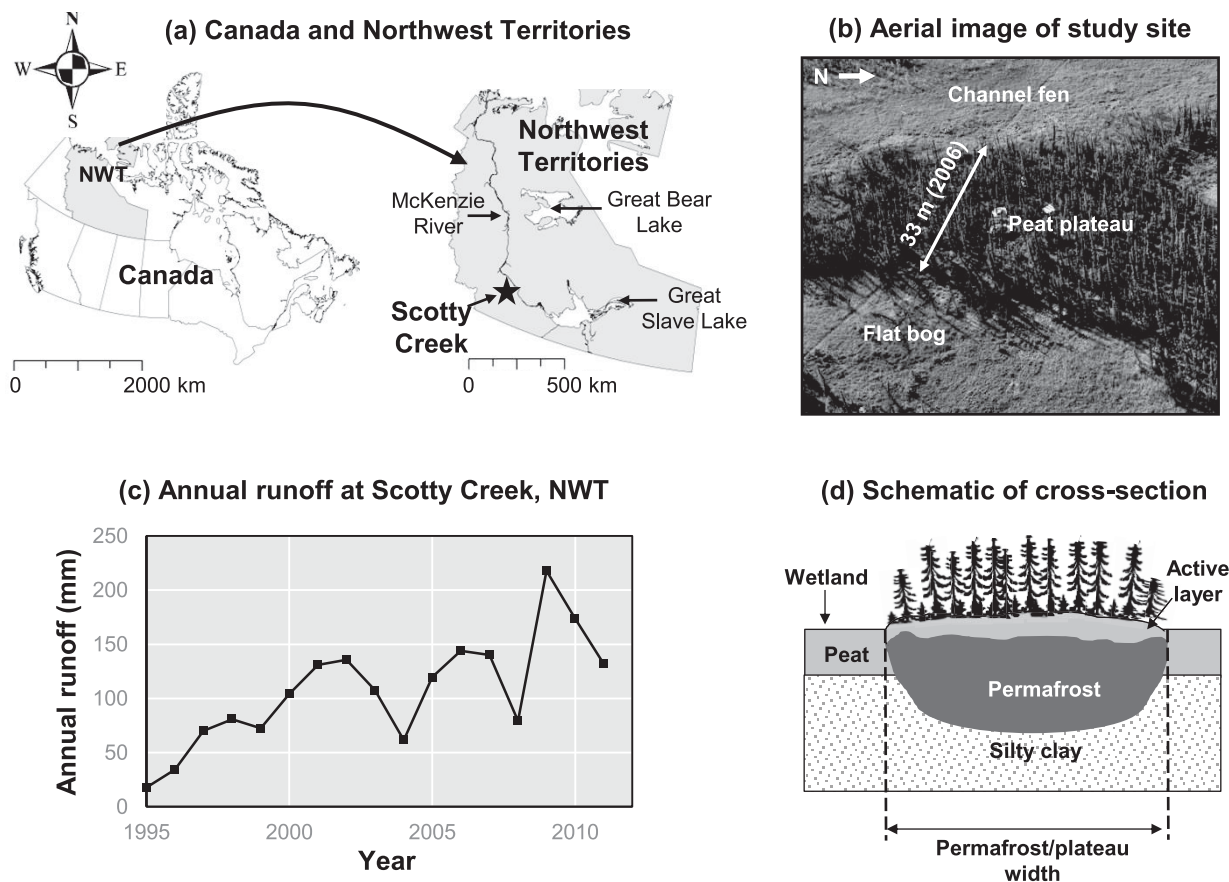 (a) Canada and Northwest Territories
N
W
E
S
NWT
Canada
0
2000 km
Northwest
Territories
McKenzie
River
Great Bear
Lake
Scotty
Creek
Great
Slave Lake
0
500 km
(b) Aerial image of study site
N
Channel fen
33 m (2006)
Peat plateau
Flat bog
(c) Annual runoff at Scotty Creek, NWT
Annual runoff (mm)
250
200
150
100
50
0
1995
2000
2005
2010
Year
(d) Schematic of cross-section
Wetland
Active
layer
Peat
Permafrost
Silty clay
Permafrost/plateau
width